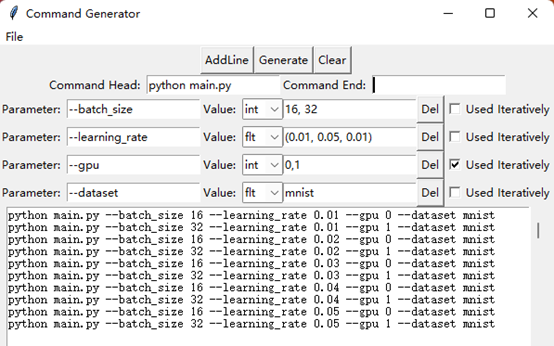 Command Generator
File
AddLine Generate Clear
Command Head: python main.py Command End:
Parameter: --batch_size Value: int 16, 32 Del Used Iteratively
Parameter: --learning_rate Value: flt (0.01, 0.05, 0.01) Del Used Iteratively
Parameter: --gpu Value: int 0,1 Del Used Iteratively
Parameter: --dataset Value: flt mnist Del Used Iteratively
python main.py --batch_size 16 --learning_rate 0.01 --gpu 0 --dataset mnist
python main.py --batch_size 32 --learning_rate 0.01 --gpu 1 --dataset mnist
python main.py --batch_size 16 --learning_rate 0.02 --gpu 0 --dataset mnist
python main.py --batch_size 32 --learning_rate 0.02 --gpu 1 --dataset mnist
python main.py --batch_size 16 --learning_rate 0.03 --gpu 0 --dataset mnist
python main.py --batch_size 32 --learning_rate 0.03 --gpu 1 --dataset mnist
python main.py --batch_size 16 --learning_rate 0.04 --gpu 0 --dataset mnist
python main.py --batch_size 32 --learning_rate 0.04 --gpu 1 --dataset mnist
python main.py --batch_size 16 --learning_rate 0.05 --gpu 0 --dataset mnist
python main.py --batch_size 32 --learning_rate 0.05 --gpu 1 --dataset mnist